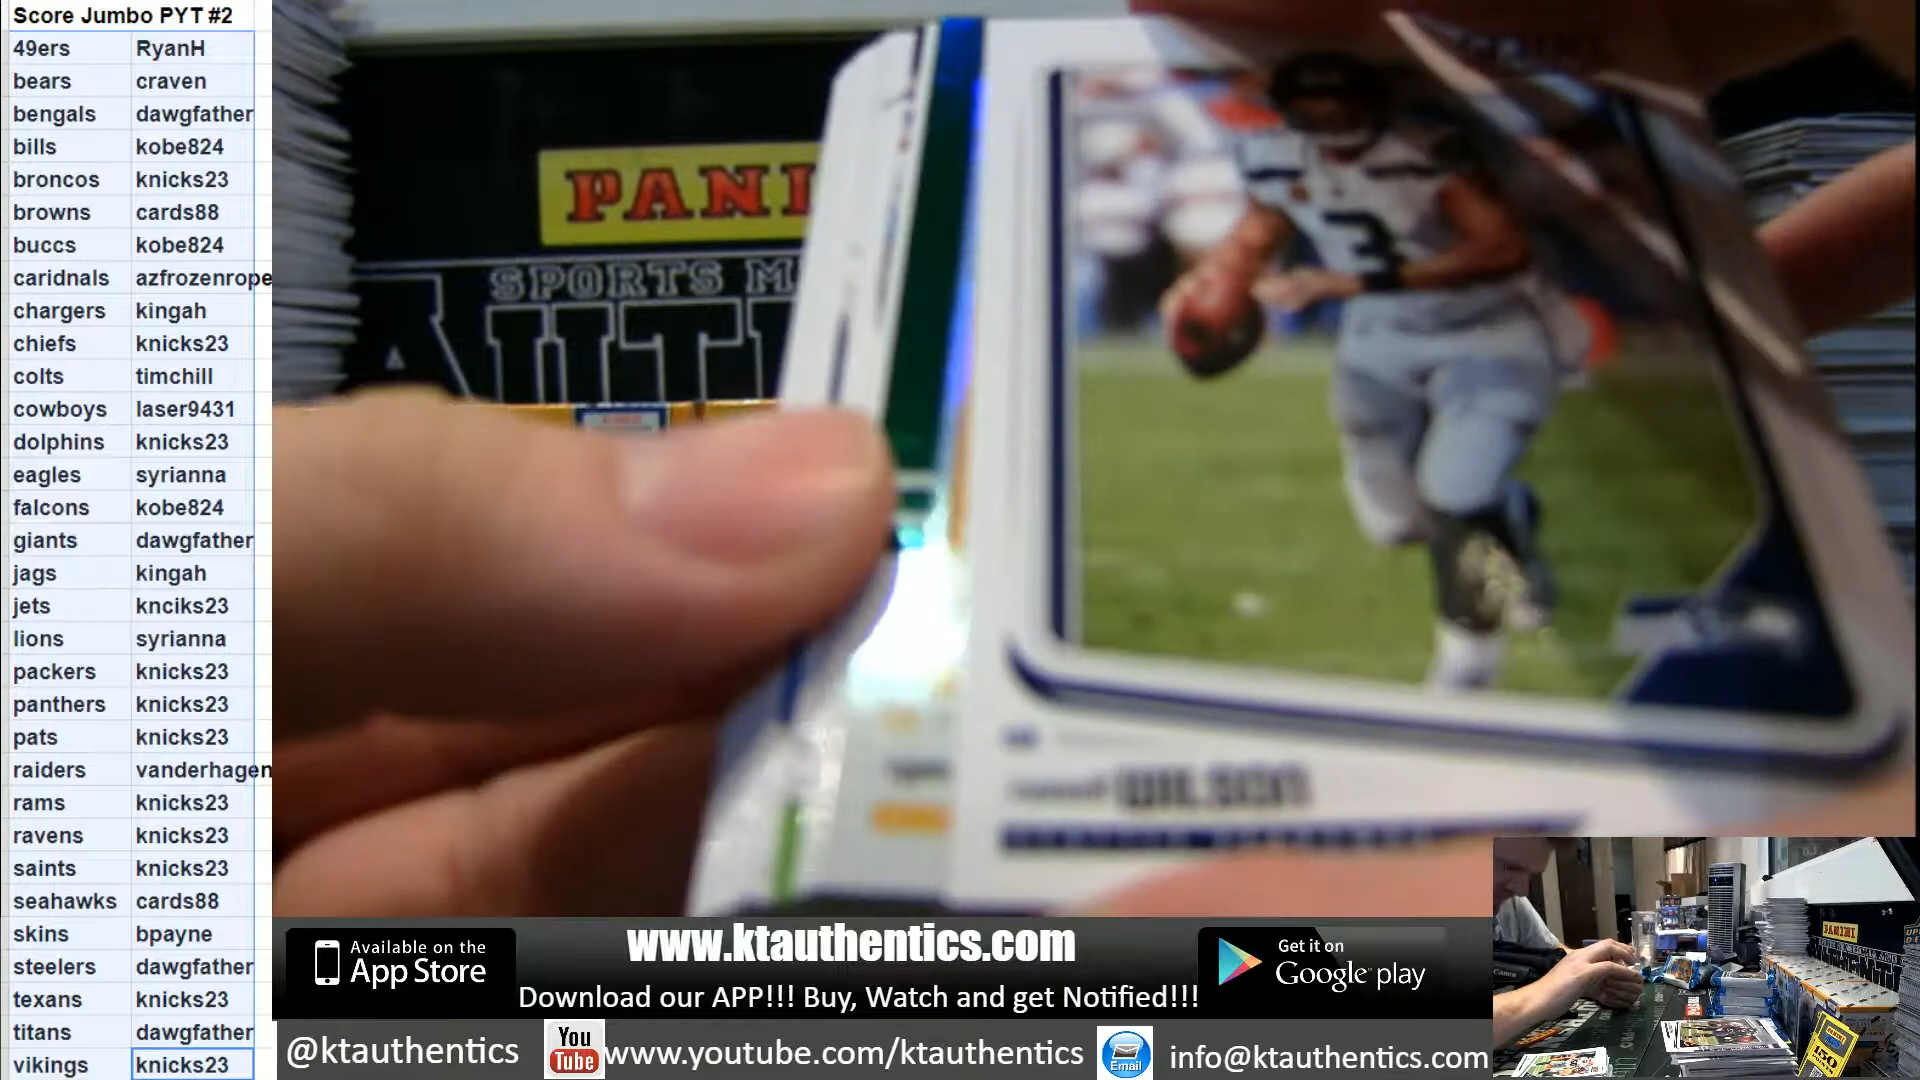 Score Jumbo PYT #2
49ers RyanH
bears craven
bengals dawgfather
bills kobe824
broncos knicks23
browns cards88
buccs kobe824
caridnals azfrozenrope
chargers kingah
chiefs knicks23
colts timchill
cowboys laser9431
dolphins knicks23
eagles syrianna
falcons kobe824
giants dawgfather
jags kingah
jets knciks23
lions syrianna
packers knicks23
panthers knicks23
pats knicks23
raiders vanderhagen
rams knicks23
ravens knicks23
saints knicks23
seahawks cards88
skins bpayne
steelers dawgfather
texans knicks23
titans dawgfather
vikings knicks23
PANI
SPORTS M
AUT
3
WILSON
Available on the
App Store
www.ktauthentics.com
Get it on
Google play
Download our APP!!! Buy, Watch and get Notified!!!
@ktauthentics
You
Tube
www.youtube.com/ktauthentics
Email
info@ktauthentics.com
PANINI
Canon